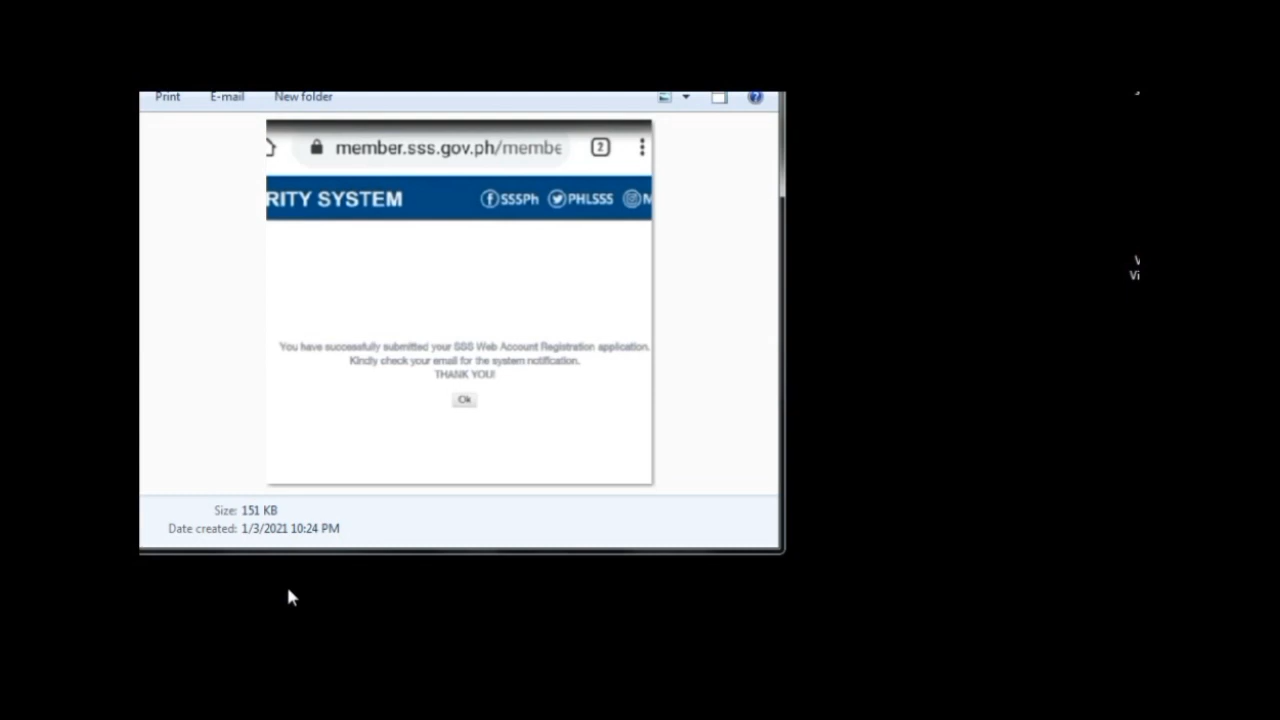 Print E-mail New folder
member.sss.gov.ph/membe 2
RITY SYSTEM SSSPh PHLSSS M
You have successfully submitted your SSS Web Account Registration application.
Kindly check your email for the system notification.
THANK YOU!
Ok
Size: 151 KB
Date created: 1/3/2021 10:24 PM
V
Vi